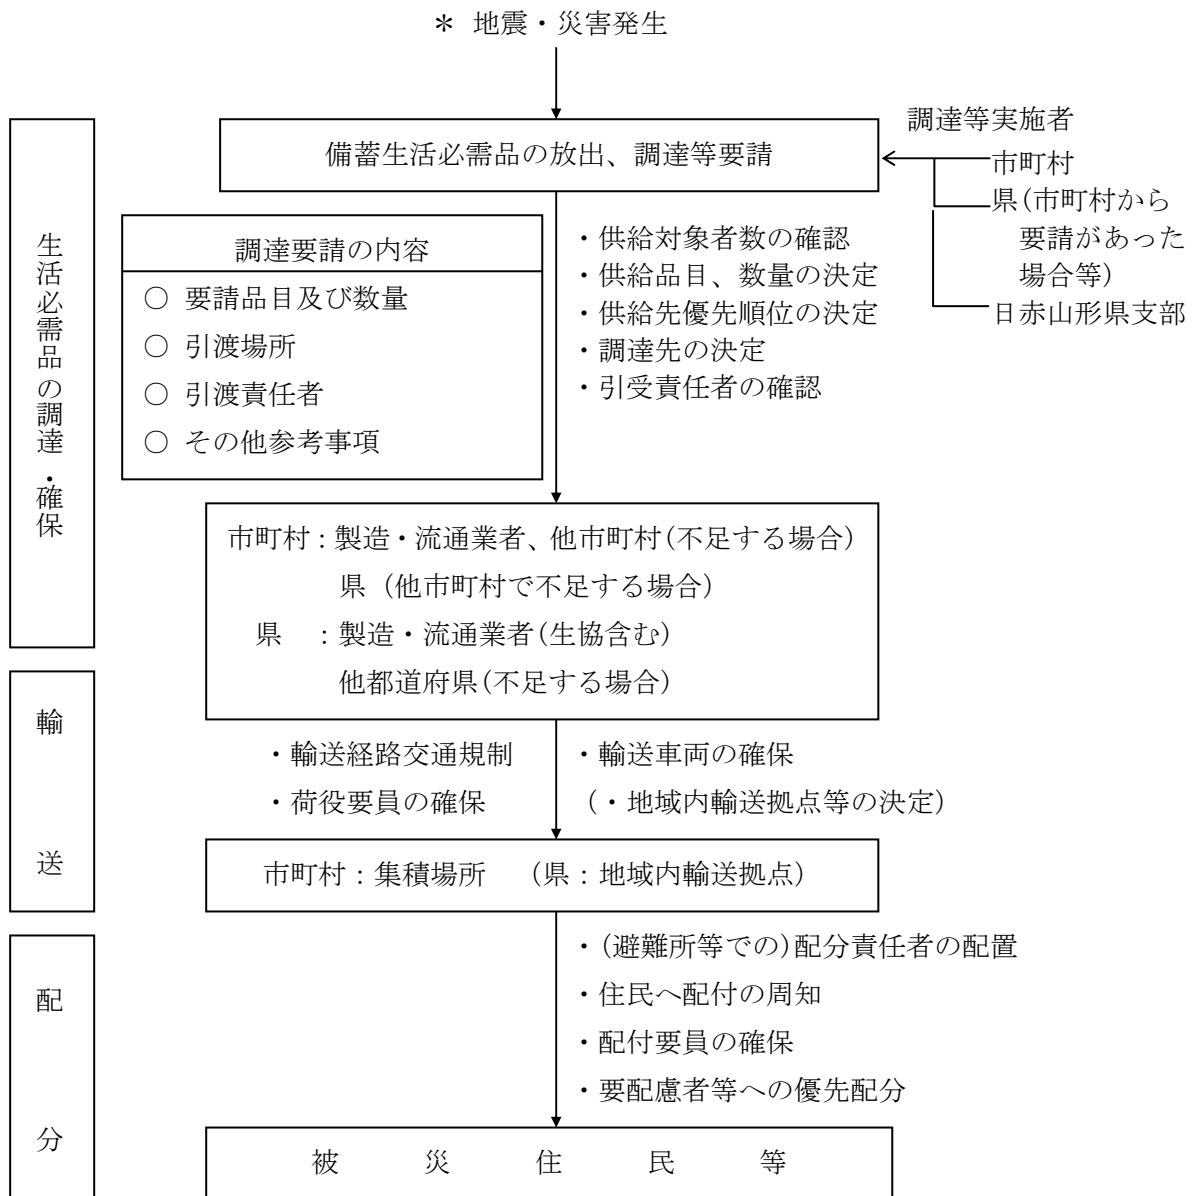 ＊ 地震・災害発生
生活必需品の調達・確保
備蓄生活必需品の放出、調達等要請
調達等実施者
市町村
県(市町村から
要請があった
場合等)
日赤山形県支部
調達要請の内容
○ 要請品目及び数量
○ 引渡場所
○ 引渡責任者
○ その他参考事項
・供給対象者数の確認
・供給品目、数量の決定
・供給先優先順位の決定
・調達先の決定
・引受責任者の確認
市町村：製造・流通業者、他市町村(不足する場合)
県 (他市町村で不足する場合)
県 ：製造・流通業者(生協含む)
他都道府県(不足する場合)
輸送
・輸送経路交通規制
・荷役要員の確保
・輸送車両の確保
(・地域内輸送拠点等の決定)
市町村：集積場所 (県：地域内輸送拠点)
配分
・(避難所等での)配分責任者の配置
・住民へ配付の周知
・配付要員の確保
・要配慮者等への優先配分
被災住民等